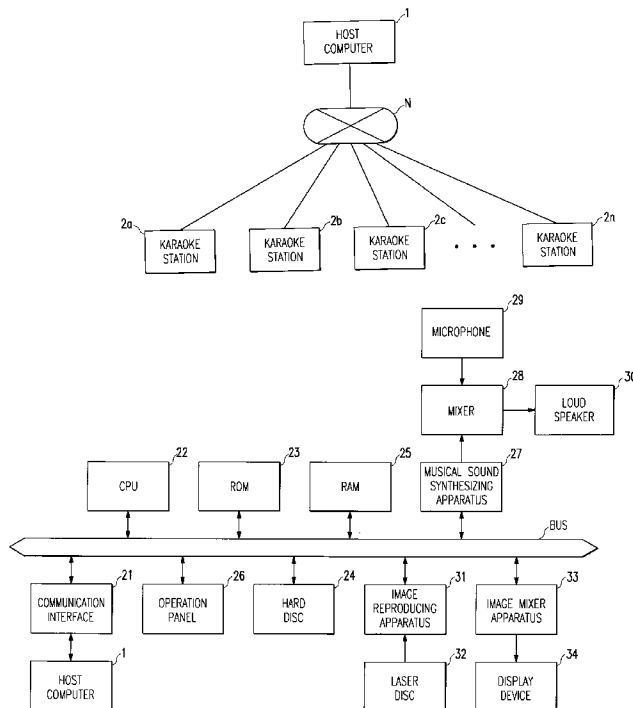 1
HOST
COMPUTER
N
2a
KARAOKE
STATION
2b
KARAOKE
STATION
2c
KARAOKE
STATION
...
2n
KARAOKE
STATION
29
MICROPHONE
28
MIXER
30
LOUD
SPEAKER
22
CPU
23
ROM
25
RAM
27
MUSICAL SOUND
SYNTHESIZING
APPARATUS
BUS
21
COMMUNICATION
INTERFACE
26
OPERATION
PANEL
24
HARD
DISC
31
IMAGE
REPRODUCING
APPARATUS
33
IMAGE MIXER
APPARATUS
1
HOST
COMPUTER
32
LASER
DISC
34
DISPLAY
DEVICE